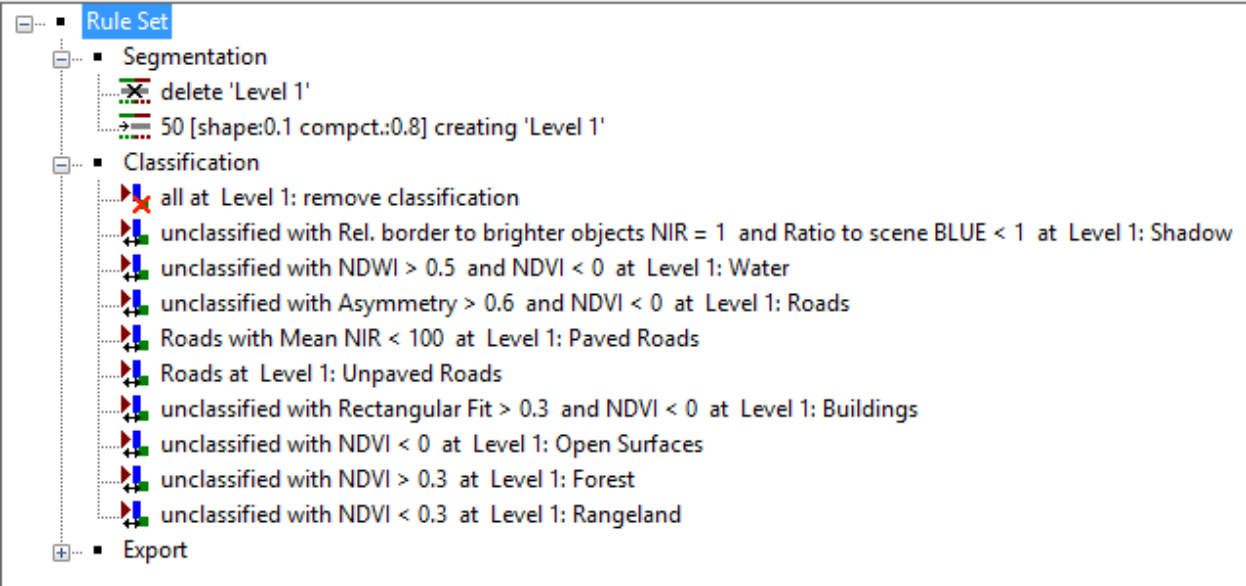 Rule Set
Segmentation
delete 'Level 1'
50 [shape:0.1 compct.:0.8] creating 'Level 1'
Classification
all at  Level 1: remove classification
unclassified with Rel. border to brighter objects NIR = 1  and Ratio to scene BLUE < 1  at  Level 1: Shadow
unclassified with NDWI > 0.5  and NDVI < 0  at  Level 1: Water
unclassified with Asymmetry > 0.6  and NDVI < 0  at  Level 1: Roads
Roads with Mean NIR < 100  at  Level 1: Paved Roads
Roads at  Level 1: Unpaved Roads
unclassified with Rectangular Fit > 0.3  and NDVI < 0  at  Level 1: Buildings
unclassified with NDVI < 0  at  Level 1: Open Surfaces
unclassified with NDVI > 0.3  at  Level 1: Forest
unclassified with NDVI < 0.3  at  Level 1: Rangeland
Export